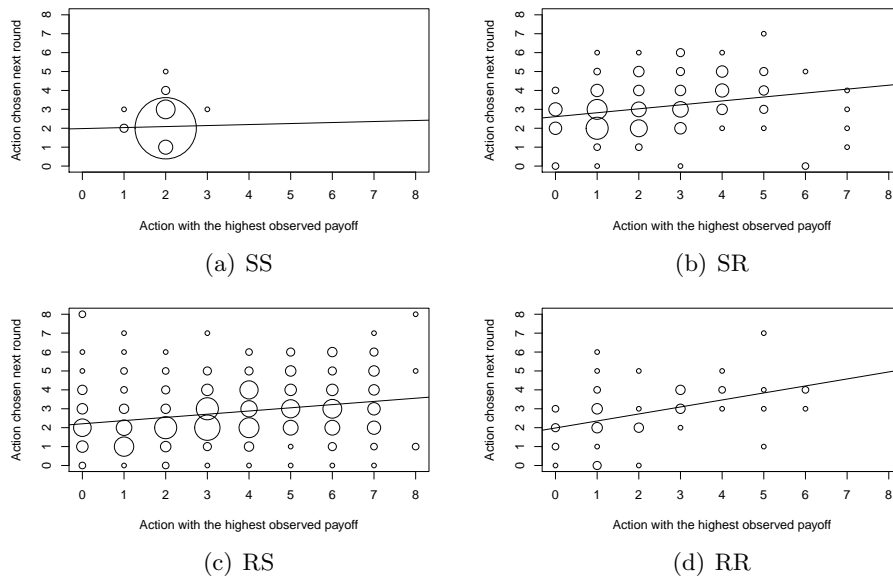 Action chosen next round
0 1 2 3 4 5 6 7 8
0 1 2 3 4 5 6 7 8
Action with the highest observed payoff
(a) SS
Action chosen next round
0 1 2 3 4 5 6 7 8
0 1 2 3 4 5 6 7 8
Action with the highest observed payoff
(b) SR
Action chosen next round
0 1 2 3 4 5 6 7 8
0 1 2 3 4 5 6 7 8
Action with the highest observed payoff
(c) RS
Action chosen next round
0 1 2 3 4 5 6 7 8
0 1 2 3 4 5 6 7 8
Action with the highest observed payoff
(d) RR